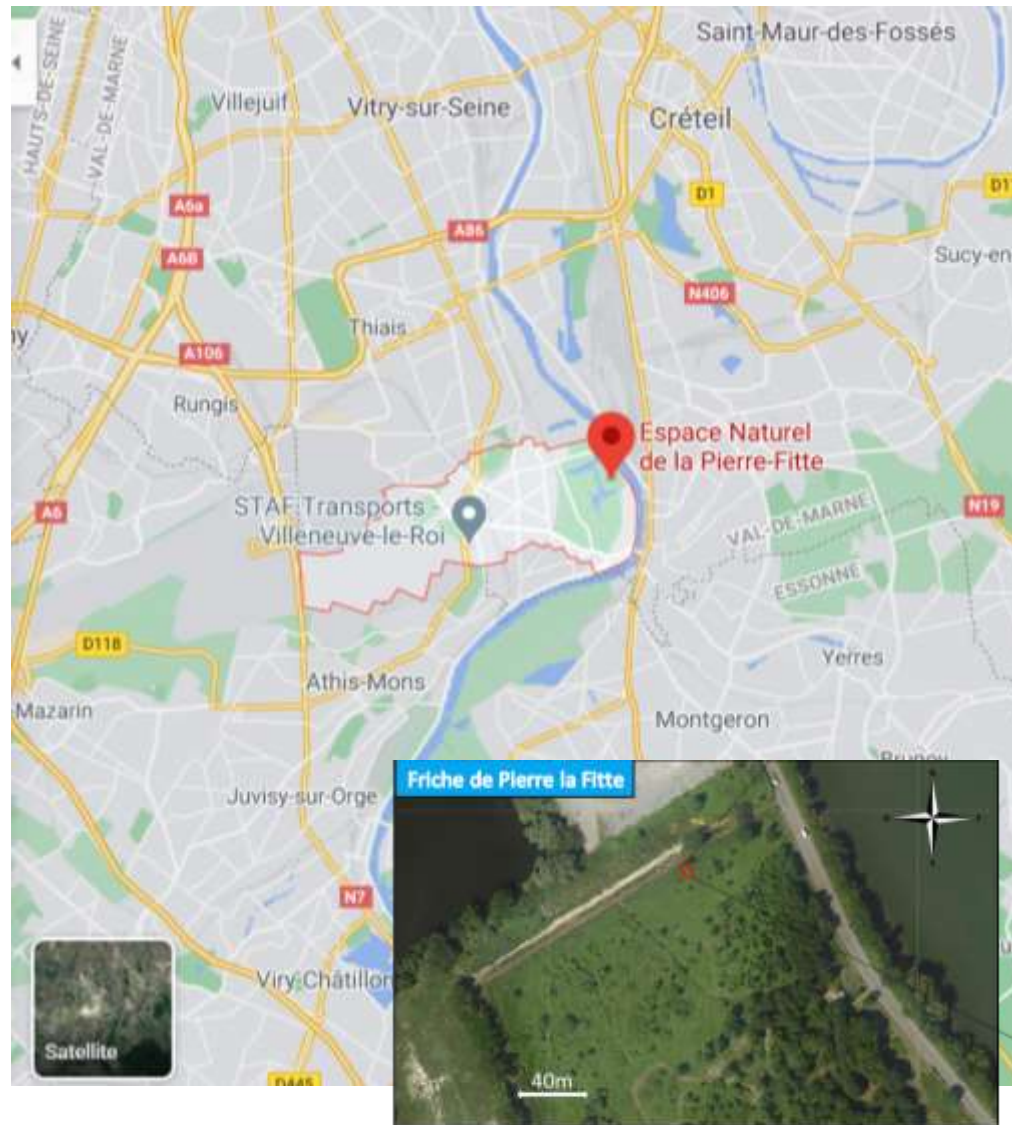 Saint-Maur-des-Fossés
HAUTS-DE-SEINE
VAL-DE-MARNE
Villejuif
Vitry-sur-Seine
Créteil
A6a
D1
A86
A6B
Sucy-en
N406
Thiais
A106
Rungis
Espace Naturel
de la Pierre-Fitte
STAF Transports -
Villeneuve-le-Roi
A6
N19
VAL-DE-MARNE
ESSONNE
D118
Yerres
Athis-Mons
Mazarin
Montgeron
Brunoy
Friche de Pierre la Fitte
Juvisy-sur-Orge
N7
Viry-Châtillon
Satellite
40m
D445